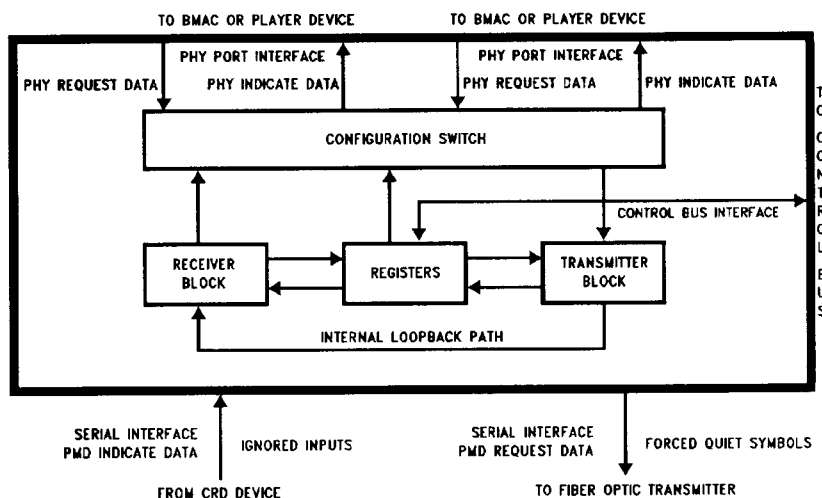 TO BMAC OR PLAYER DEVICE
TO BMAC OR PLAYER DEVICE
PHY PORT INTERFACE
PHY PORT INTERFACE
PHY REQUEST DATA
PHY INDICATE DATA
PHY REQUEST DATA
PHY INDICATE DATA
CONFIGURATION SWITCH
CONTROL BUS INTERFACE
RECEIVER
BLOCK
REGISTERS
TRANSMITTER
BLOCK
INTERNAL LOOPBACK PATH
SERIAL INTERFACE
PMD INDICATE DATA
IGNORED INPUTS
SERIAL INTERFACE
PMD REQUEST DATA
FORCED QUIET SYMBOLS
FROM CRD DEVICE
TO FIBER OPTIC TRANSMITTER